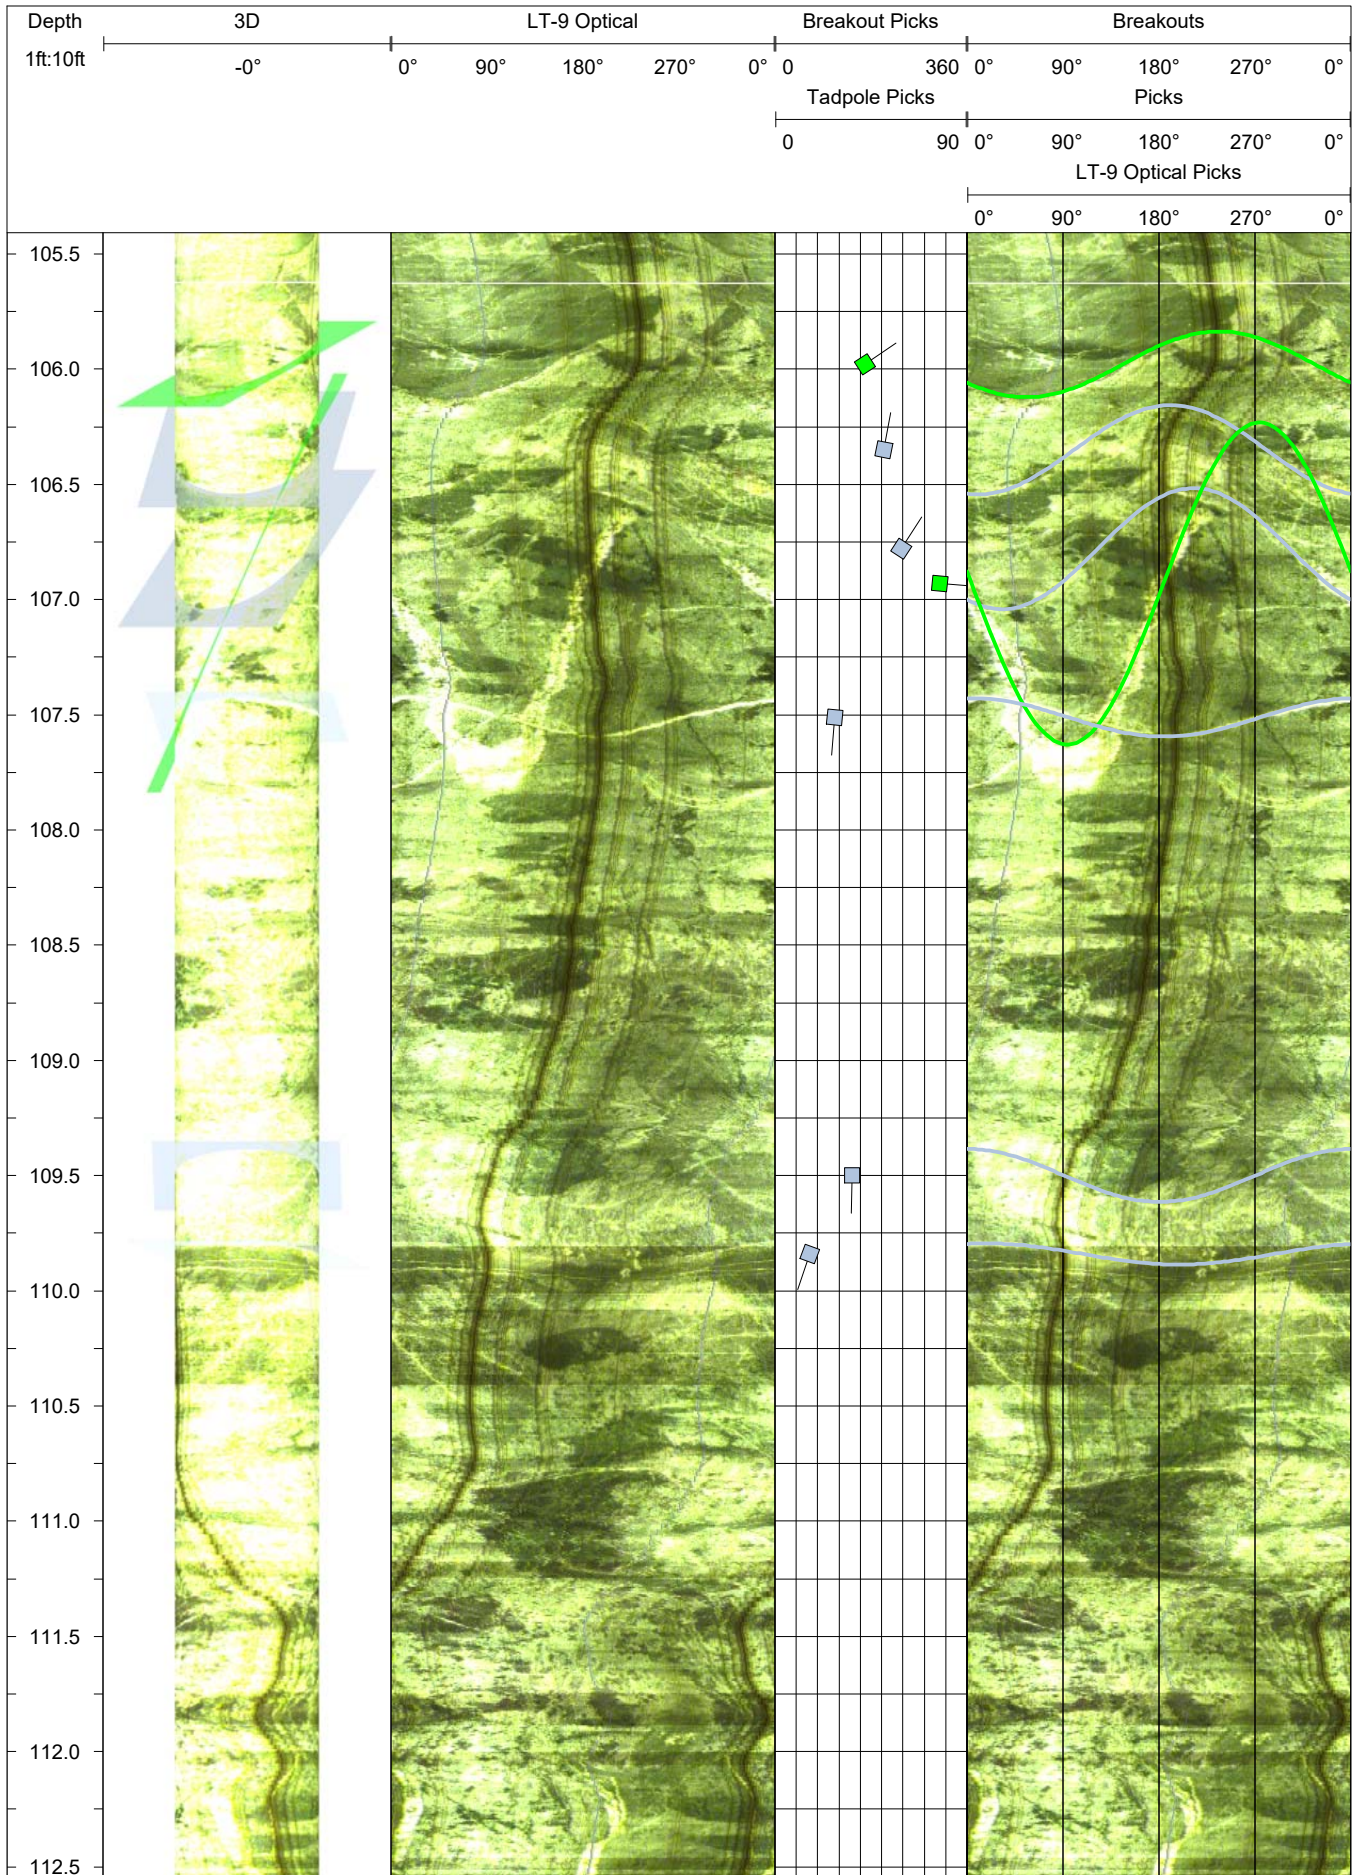 Depth 3D LT-9 Optical Breakout Picks Breakouts
1ft:10ft -0° 0° 90° 180° 270° 0° 0 360 0° 90° 180° 270° 0°
Tadpole Picks Picks
0 90 0° 90° 180° 270° 0°
LT-9 Optical Picks
0° 90° 180° 270° 0°
105.5
106.0
106.5
107.0
107.5
108.0
108.5
109.0
109.5
110.0
110.5
111.0
111.5
112.0
112.5